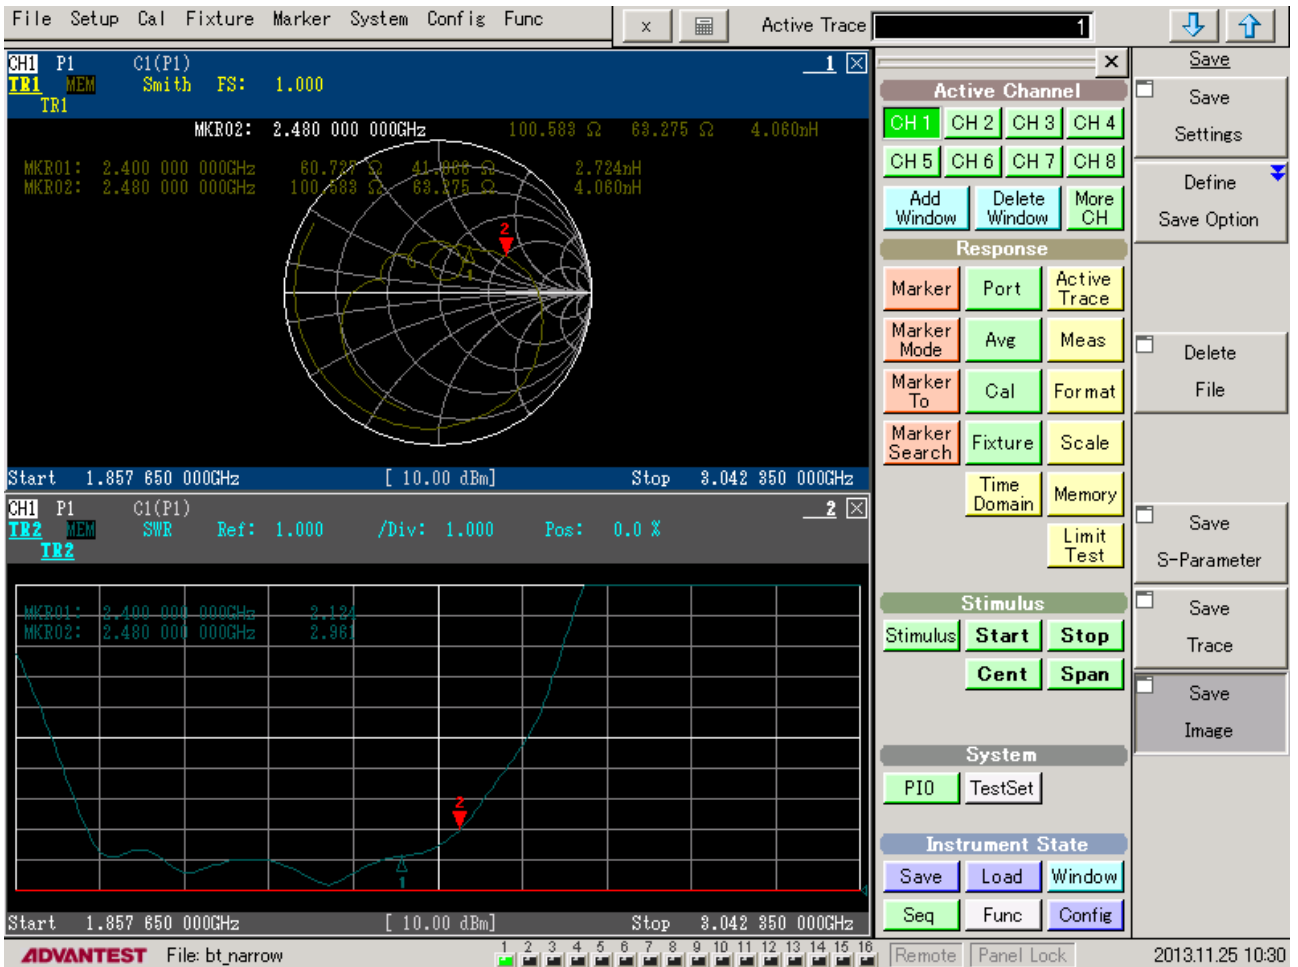 File Setup Cal Fixture Marker System Config Func
x
Active Trace 1
CH1 P1 C1(P1) 1
TR1 MEM Smith FS: 1.000
TR1
MKR02: 2.480 000 000GHz 100.583 Ω 63.275 Ω 4.060nH
MKR01: 2.400 000 000GHz 60.727 Ω Ω 2.724nH
MKR02: 2.480 000 000GHz 100.583 Ω 63.275 Ω 4.060nH
2
1
Start 1.857 650 000GHz [ 10.00 dBm] Stop 3.042 350 000GHz
CH1 P1 C1(P1) 2
TR2 MEM SWR Ref: 1.000 /Div: 1.000 Pos: 0.0 %
TR2
MKR01: 2.400 000 000GHz 2.124
MKR02: 2.480 000 000GHz 2.961
2
1
Start 1.857 650 000GHz [ 10.00 dBm] Stop 3.042 350 000GHz
Active Channel
CH 1 CH 2 CH 3 CH 4
CH 5 CH 6 CH 7 CH 8
Add Window
Delete Window
More CH
Response
Marker Port Active Trace
Marker Mode Avg Meas
Marker To Cal Format
Marker Search Fixture Scale
Time Domain Memory
Limit Test
Stimulus
Stimulus Start Stop
Cent Span
System
PIO TestSet
Instrument State
Save Load Window
Seq Func Config
Save
Save
Settings
Define
Save Option
Delete
File
Save
S-Parameter
Save
Trace
Save
Image
ADVANTEST File: bt_narrow
1 2 3 4 5 6 7 8 9 10 11 12 13 14 15 16
Remote Panel Lock
2013.11.25 10:30